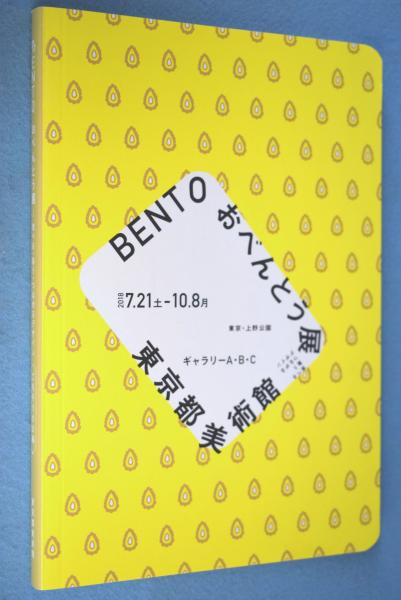 BENTO おべんとう展
2018 7.21土-10.8月
東京・上野公園
ギャラリーA・B・C
東京都美術館